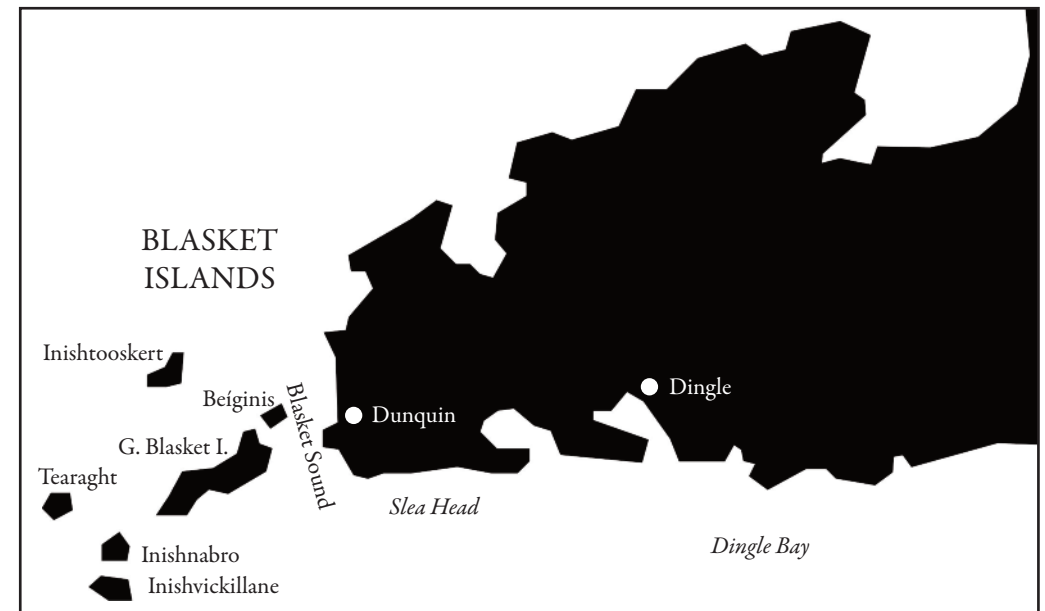 BLASKET
ISLANDS
Inishtooskert
Beíginis
Blasket Sound
Dunquin
Dingle
G. Blasket I.
Tearaght
Slea Head
Dingle Bay
Inishnabro
Inishvickillane